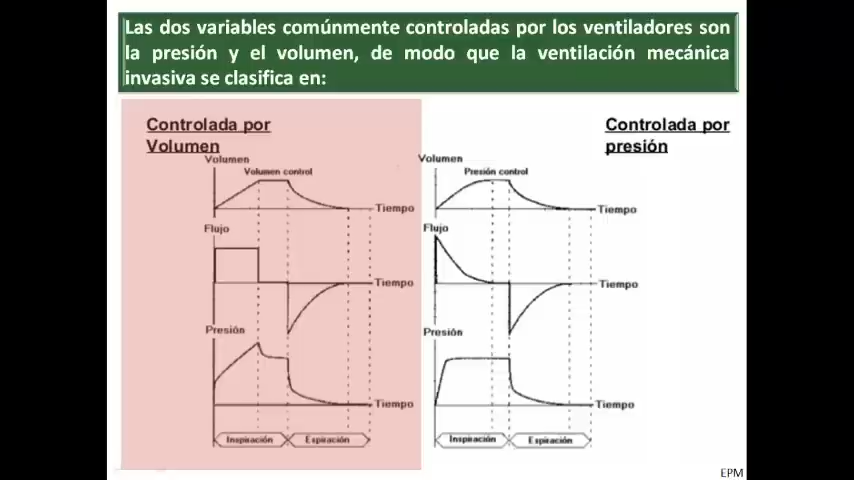 Las dos variables comúnmente controladas por los ventiladores son
la presión y el volumen, de modo que la ventilación mecánica
invasiva se clasifica en:
Controlada por
Volumen
Volumen
Volumen control
Tiempo
Flujo
Tiempo
Presión
Tiempo
Inspiración
Espiración
Controlada por
presión
Volumen
Presión control
Tiempo
Flujo
Tiempo
Presión
Tiempo
Inspiración
Espiración
EPM